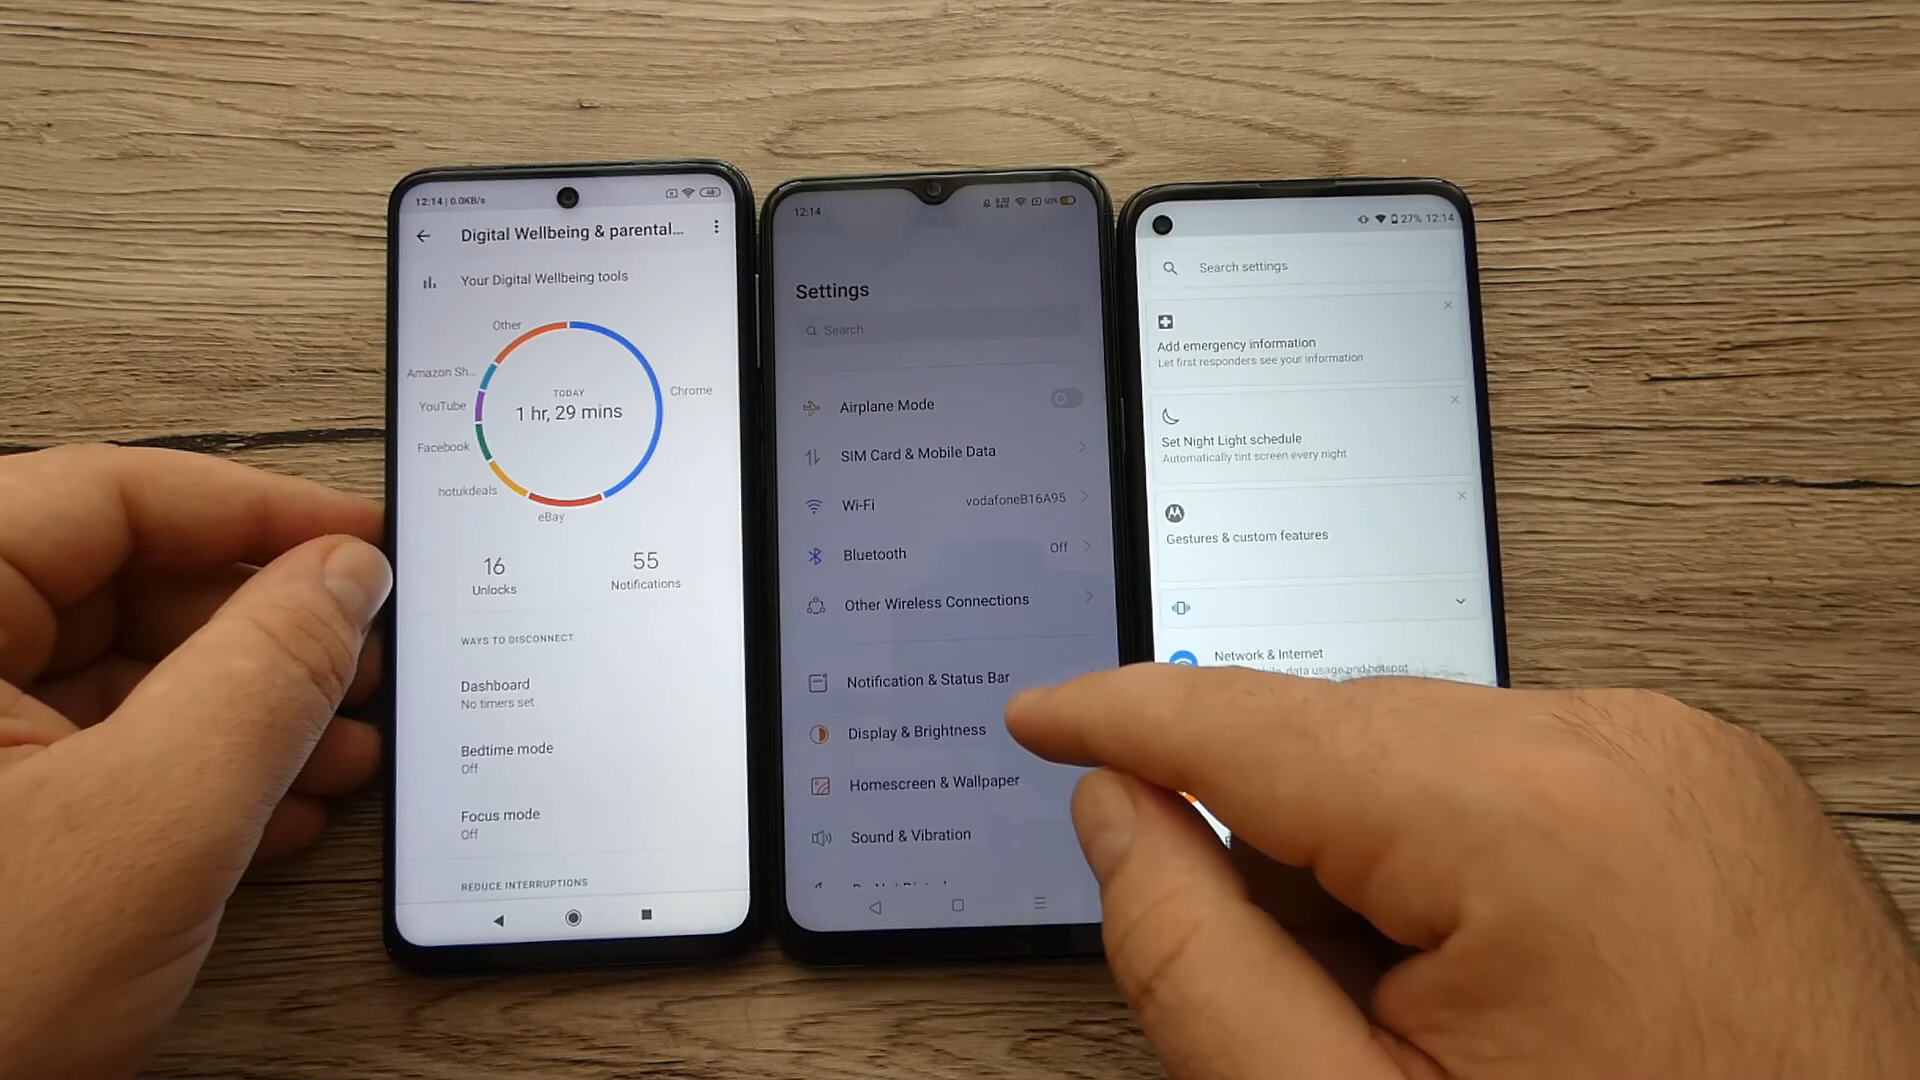 12:14 | 0.0KB/s
48
Digital Wellbeing & parental...
Your Digital Wellbeing tools
Other
Amazon Sh...
YouTube
Facebook
hotukdeals
eBay
Chrome
TODAY
1 hr, 29 mins
16
Unlocks
55
Notifications
WAYS TO DISCONNECT
Dashboard
No timers set
Bedtime mode
Off
Focus mode
Off
REDUCE INTERRUPTIONS
12:14
Settings
Search
Airplane Mode
SIM Card & Mobile Data
Wi-Fi
vodafoneB16A95
Bluetooth
Off
Other Wireless Connections
Notification & Status Bar
Display & Brightness
Homescreen & Wallpaper
Sound & Vibration
27% 12:14
Search settings
Add emergency information
Let first responders see your information
Set Night Light schedule
Automatically tint screen every night
Gestures & custom features
Network & Internet
data usage and hotspot